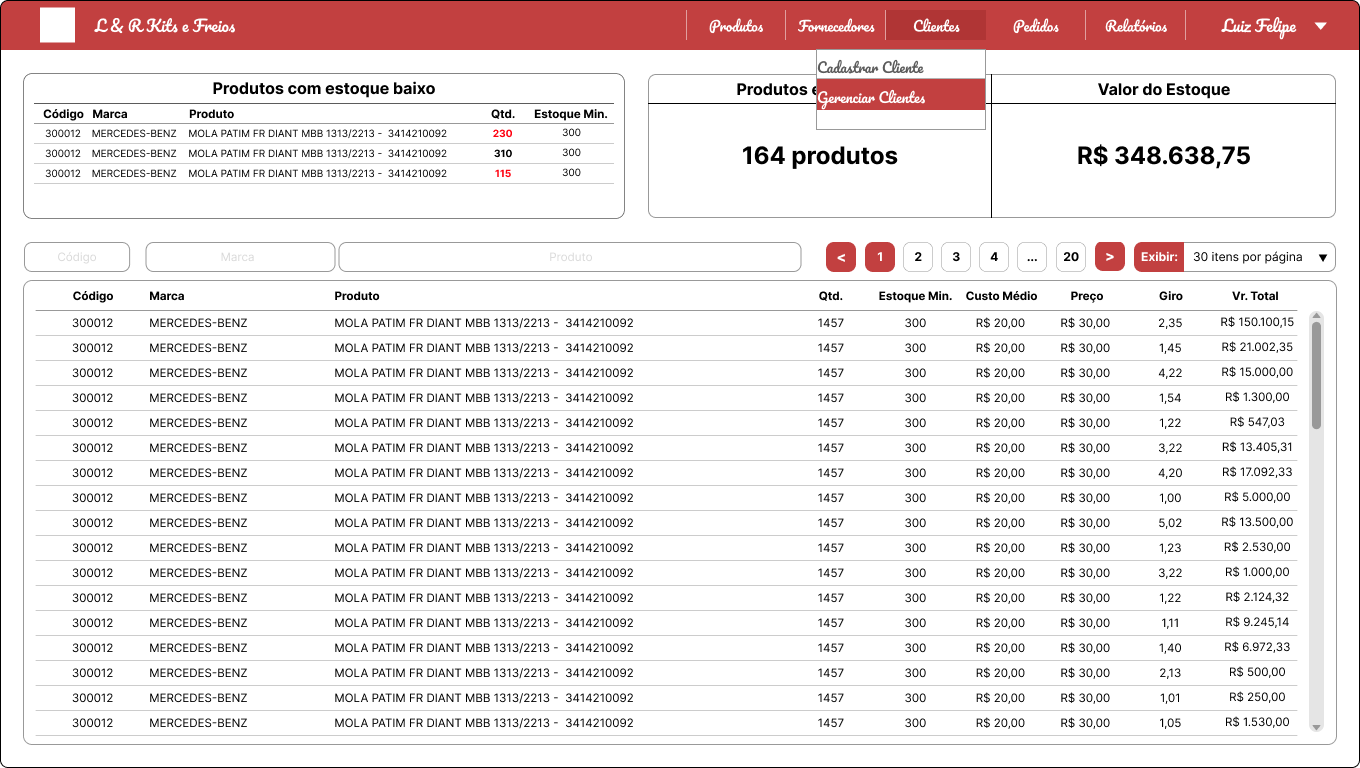 L & R Kits e Freios Produtos Fornecedores Clientes Pedidos Relatórios Luiz Felipe
Cadastrar Cliente
Gerenciar Clientes
Produtos com estoque baixo
Código Marca Produto Qtd. Estoque Min.
300012 MERCEDES-BENZ MOLA PATIM FR DIANT MBB 1313/2213 - 3414210092 230 300
300012 MERCEDES-BENZ MOLA PATIM FR DIANT MBB 1313/2213 - 3414210092 310 300
300012 MERCEDES-BENZ MOLA PATIM FR DIANT MBB 1313/2213 - 3414210092 115 300
Produtos
164 produtos
Valor do Estoque
R$ 348.638,75
Código Marca Produto < 1 2 3 4 ... 20 > Exibir: 30 itens por página
Código Marca Produto Qtd. Estoque Min. Custo Médio Preço Giro Vr. Total
300012 MERCEDES-BENZ MOLA PATIM FR DIANT MBB 1313/2213 - 3414210092 1457 300 R$ 20,00 R$ 30,00 2,35 R$ 150.100,15
300012 MERCEDES-BENZ MOLA PATIM FR DIANT MBB 1313/2213 - 3414210092 1457 300 R$ 20,00 R$ 30,00 1,45 R$ 21.002,35
300012 MERCEDES-BENZ MOLA PATIM FR DIANT MBB 1313/2213 - 3414210092 1457 300 R$ 20,00 R$ 30,00 4,22 R$ 15.000,00
300012 MERCEDES-BENZ MOLA PATIM FR DIANT MBB 1313/2213 - 3414210092 1457 300 R$ 20,00 R$ 30,00 1,54 R$ 1.300,00
300012 MERCEDES-BENZ MOLA PATIM FR DIANT MBB 1313/2213 - 3414210092 1457 300 R$ 20,00 R$ 30,00 1,22 R$ 547,03
300012 MERCEDES-BENZ MOLA PATIM FR DIANT MBB 1313/2213 - 3414210092 1457 300 R$ 20,00 R$ 30,00 3,22 R$ 13.405,31
300012 MERCEDES-BENZ MOLA PATIM FR DIANT MBB 1313/2213 - 3414210092 1457 300 R$ 20,00 R$ 30,00 4,20 R$ 17.092,33
300012 MERCEDES-BENZ MOLA PATIM FR DIANT MBB 1313/2213 - 3414210092 1457 300 R$ 20,00 R$ 30,00 1,00 R$ 5.000,00
300012 MERCEDES-BENZ MOLA PATIM FR DIANT MBB 1313/2213 - 3414210092 1457 300 R$ 20,00 R$ 30,00 5,02 R$ 13.500,00
300012 MERCEDES-BENZ MOLA PATIM FR DIANT MBB 1313/2213 - 3414210092 1457 300 R$ 20,00 R$ 30,00 1,23 R$ 2.530,00
300012 MERCEDES-BENZ MOLA PATIM FR DIANT MBB 1313/2213 - 3414210092 1457 300 R$ 20,00 R$ 30,00 3,22 R$ 1.000,00
300012 MERCEDES-BENZ MOLA PATIM FR DIANT MBB 1313/2213 - 3414210092 1457 300 R$ 20,00 R$ 30,00 1,22 R$ 2.124,32
300012 MERCEDES-BENZ MOLA PATIM FR DIANT MBB 1313/2213 - 3414210092 1457 300 R$ 20,00 R$ 30,00 1,11 R$ 9.245,14
300012 MERCEDES-BENZ MOLA PATIM FR DIANT MBB 1313/2213 - 3414210092 1457 300 R$ 20,00 R$ 30,00 1,40 R$ 6.972,33
300012 MERCEDES-BENZ MOLA PATIM FR DIANT MBB 1313/2213 - 3414210092 1457 300 R$ 20,00 R$ 30,00 2,13 R$ 500,00
300012 MERCEDES-BENZ MOLA PATIM FR DIANT MBB 1313/2213 - 3414210092 1457 300 R$ 20,00 R$ 30,00 1,01 R$ 250,00
300012 MERCEDES-BENZ MOLA PATIM FR DIANT MBB 1313/2213 - 3414210092 1457 300 R$ 20,00 R$ 30,00 1,05 R$ 1.530,00